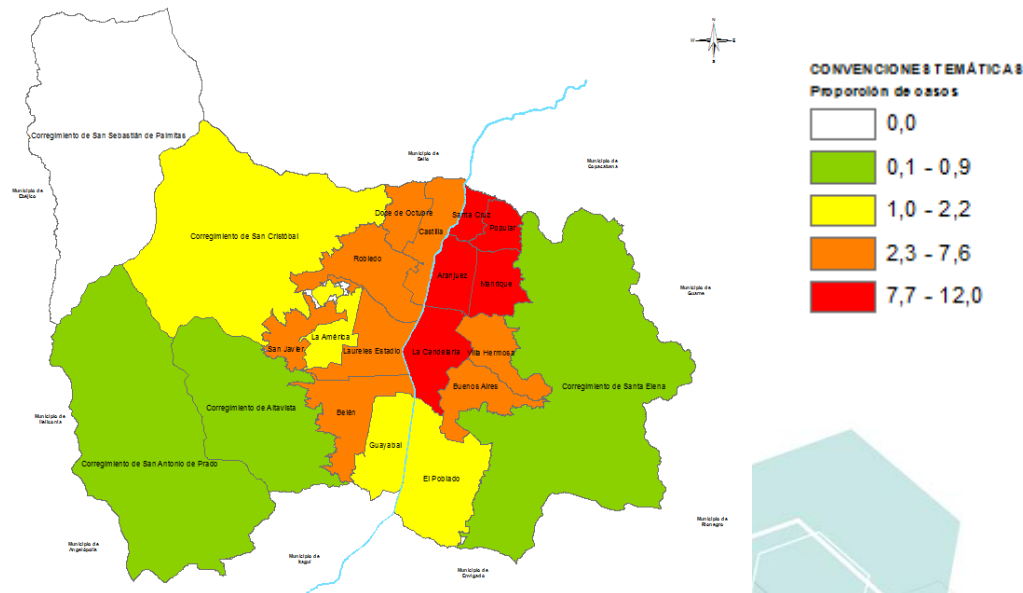 N
CONVENCIONES TEMÁTICAS
Proporción de casos
0,0
0,1 - 0,9
1,0 - 2,2
2,3 - 7,6
7,7 - 12,0
Corregimiento de San Sebastián de Palmitas
Municipio de
Bello
Municipio de
Copacabana
Municipio de
Ebéjico
Doce de Octubre
Santa Cruz
Popular
Castilla
Corregimiento de San Cristóbal
Robledo
Aranjuez
Manrique
Municipio de
Guarne
La América
San Javier
Laureles Estadio
La Candelaria
Villa Hermosa
Buenos Aires
Corregimiento de Santa Elena
Corregimiento de Altavista
Belén
Municipio de
Heliconia
Guayabal
Corregimiento de San Antonio de Prado
El Poblado
Municipio de
Rionegro
Municipio de
Angelópolis
Municipio de
Itagui
Municipio de
Envigado